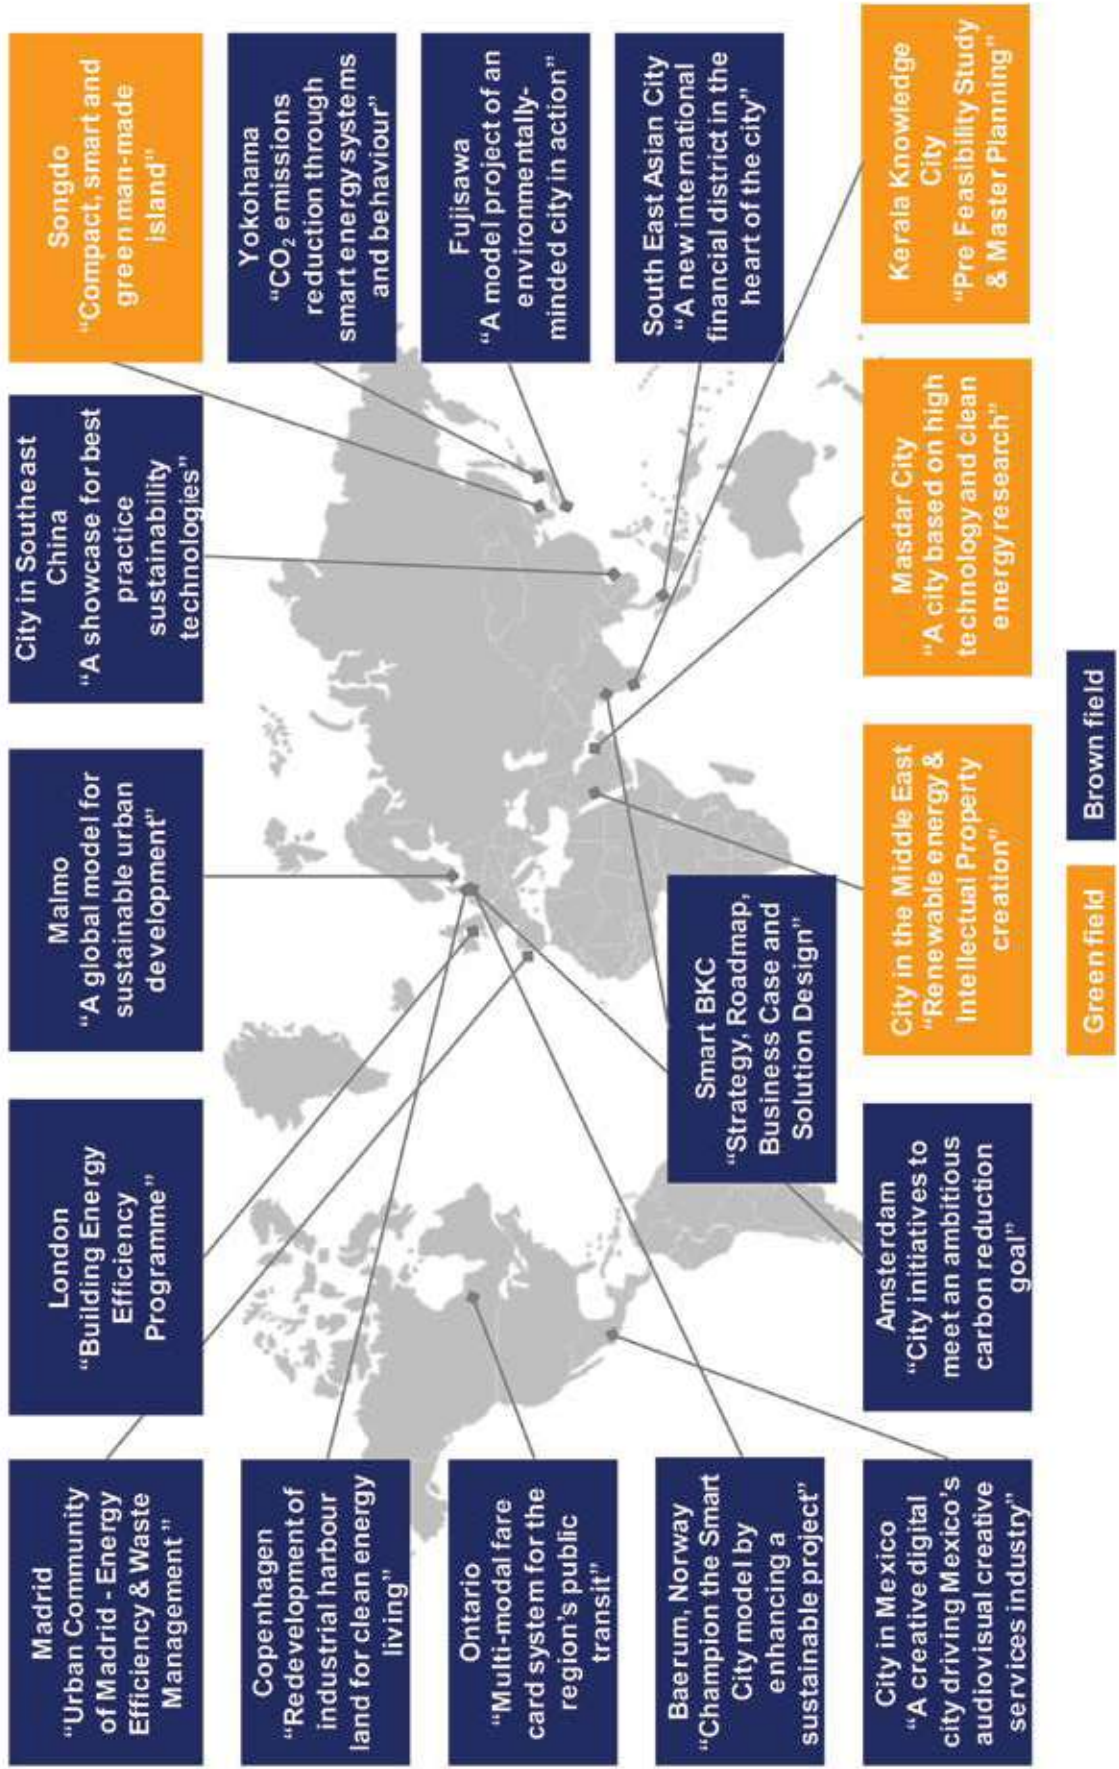 Madrid
“Urban Community
of Madrid - Energy
Efficiency & Waste
Management ”
London
“Building Energy
Efficiency
Programme”
Malmo
“A global model for
sustainable urban
development”
City in Southeast
China
“A showcase for best
practice
sustainability
technologies”
Songdo
“Compact, smart and
green man-made
island”
Copenhagen
“Redevelopment of
industrial harbour
land for clean energy
living”
Yokohama
“CO₂ emissions
reduction through
smart energy systems
and behaviour”
Ontario
“Multi-modal fare
card system for the
region’s public
transit”
Fujisawa
“A model project of an
environmentally-
minded city in action”
Baerum, Norway
“Champion the Smart
City model by
enhancing a
sustainable project”
Smart BKC
“Strategy, Roadmap,
Business Case and
Solution Design”
South East Asian City
“A new international
financial district in the
heart of the city”
City in Mexico
“A creative digital
city driving Mexico’s
audiovisual creative
services industry”
Amsterdam
“City initiatives to
meet an ambitious
carbon reduction
goal”
City in the Middle East
“Renewable energy &
Intellectual Property
creation”
Masdar City
“A city based on high
technology and clean
energy research”
Kerala Knowledge
City
“Pre Feasibility Study
& Master Planning”
Green field
Brown field